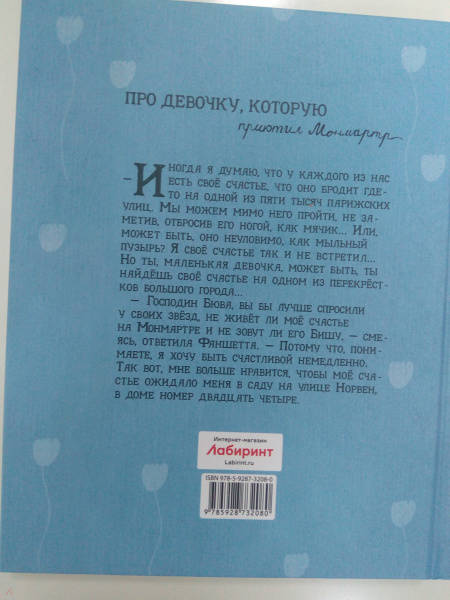 ПРО ДЕВОЧКУ, КОТОРУЮ
приютил Монмартр
– Иногда я думаю, что у каждого из нас
есть своё счастье, что оно бродит где-
то на одной из пяти тысяч парижских
улиц. Мы можем мимо него пройти, не за-
метив, отбросив его ногой, как мячик... Или,
может быть, оно неуловимо, как мыльный
пузырь? Я своё счастье так и не встретил...
Но ты, маленькая девочка, может быть, ты
найдёшь своё счастье на одном из перекрёст-
ков большого города...
– Господин Бювa, вы бы лучше спросили
у своих звёзд, не живёт ли моё счастье
на Монмартре и не зовут ли его Бишу, – сме-
ясь, ответила Фаншетта. – Потому что, пони-
маете, я хочу быть счастливой немедленно.
Так вот, мне больше нравится, чтобы моё сча-
стье ожидало меня в саду на улице Норвен,
в доме номер двадцать четыре.
Интернет-магазин
Лабиринт
Labirint.ru
ISBN 978-5-9287-3208-0
9 785928 732080